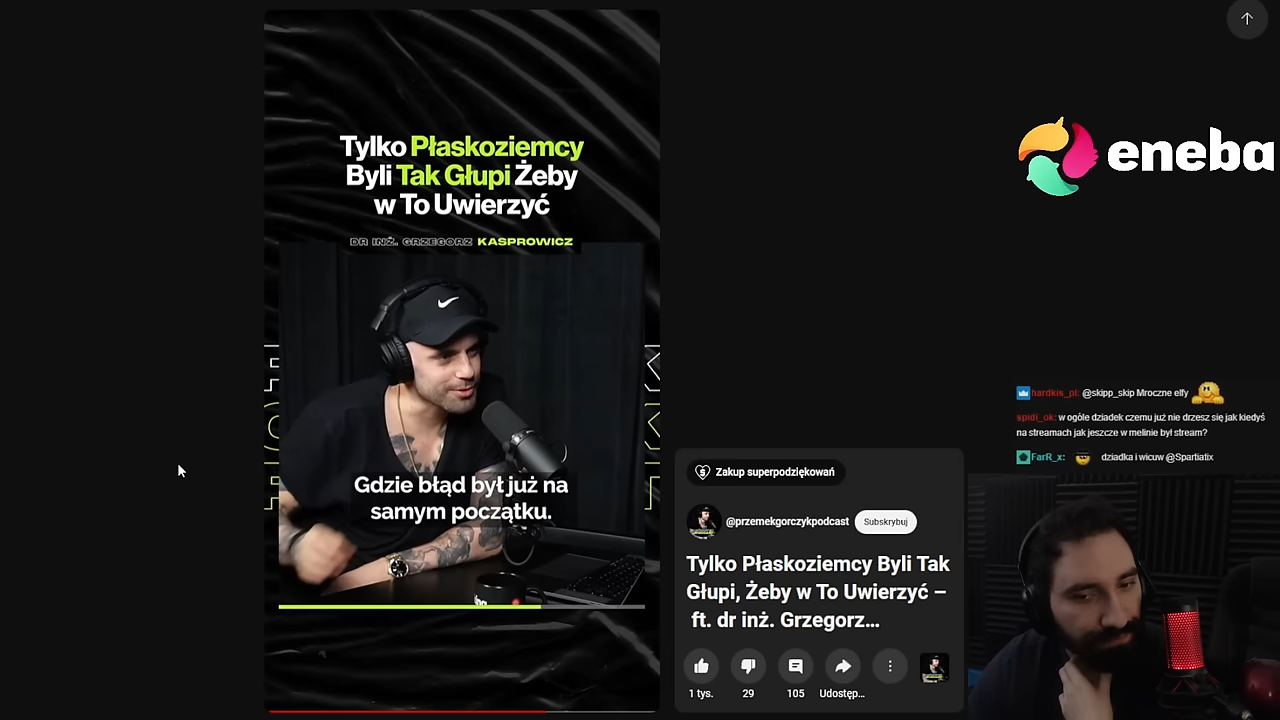 Tylko Płaskoziemcy
Byli Tak Głupi Żeby
w To Uwierzyć
DR INŻ. GRZEGORZ KASPROWICZ
Gdzie błąd był już na
samym początku.
eneba
hardkis_pl: @skipp_skip Mroczne elfy
spidi_ok: w ogóle dziadek czemu już nie drzesz się jak kiedyś
na streamach jak jeszcze w melinie był stream?
FarR_x: dziadka i wicuw @Spartiatix
Zakup superpodziękowań
@przemekgorczykpodcast Subskrybuj
Tylko Płaskoziemcy Byli Tak
Głupi, Żeby w To Uwierzyć –
ft. dr inż. Grzegorz...
1 tys. 29 105 Udostęp...